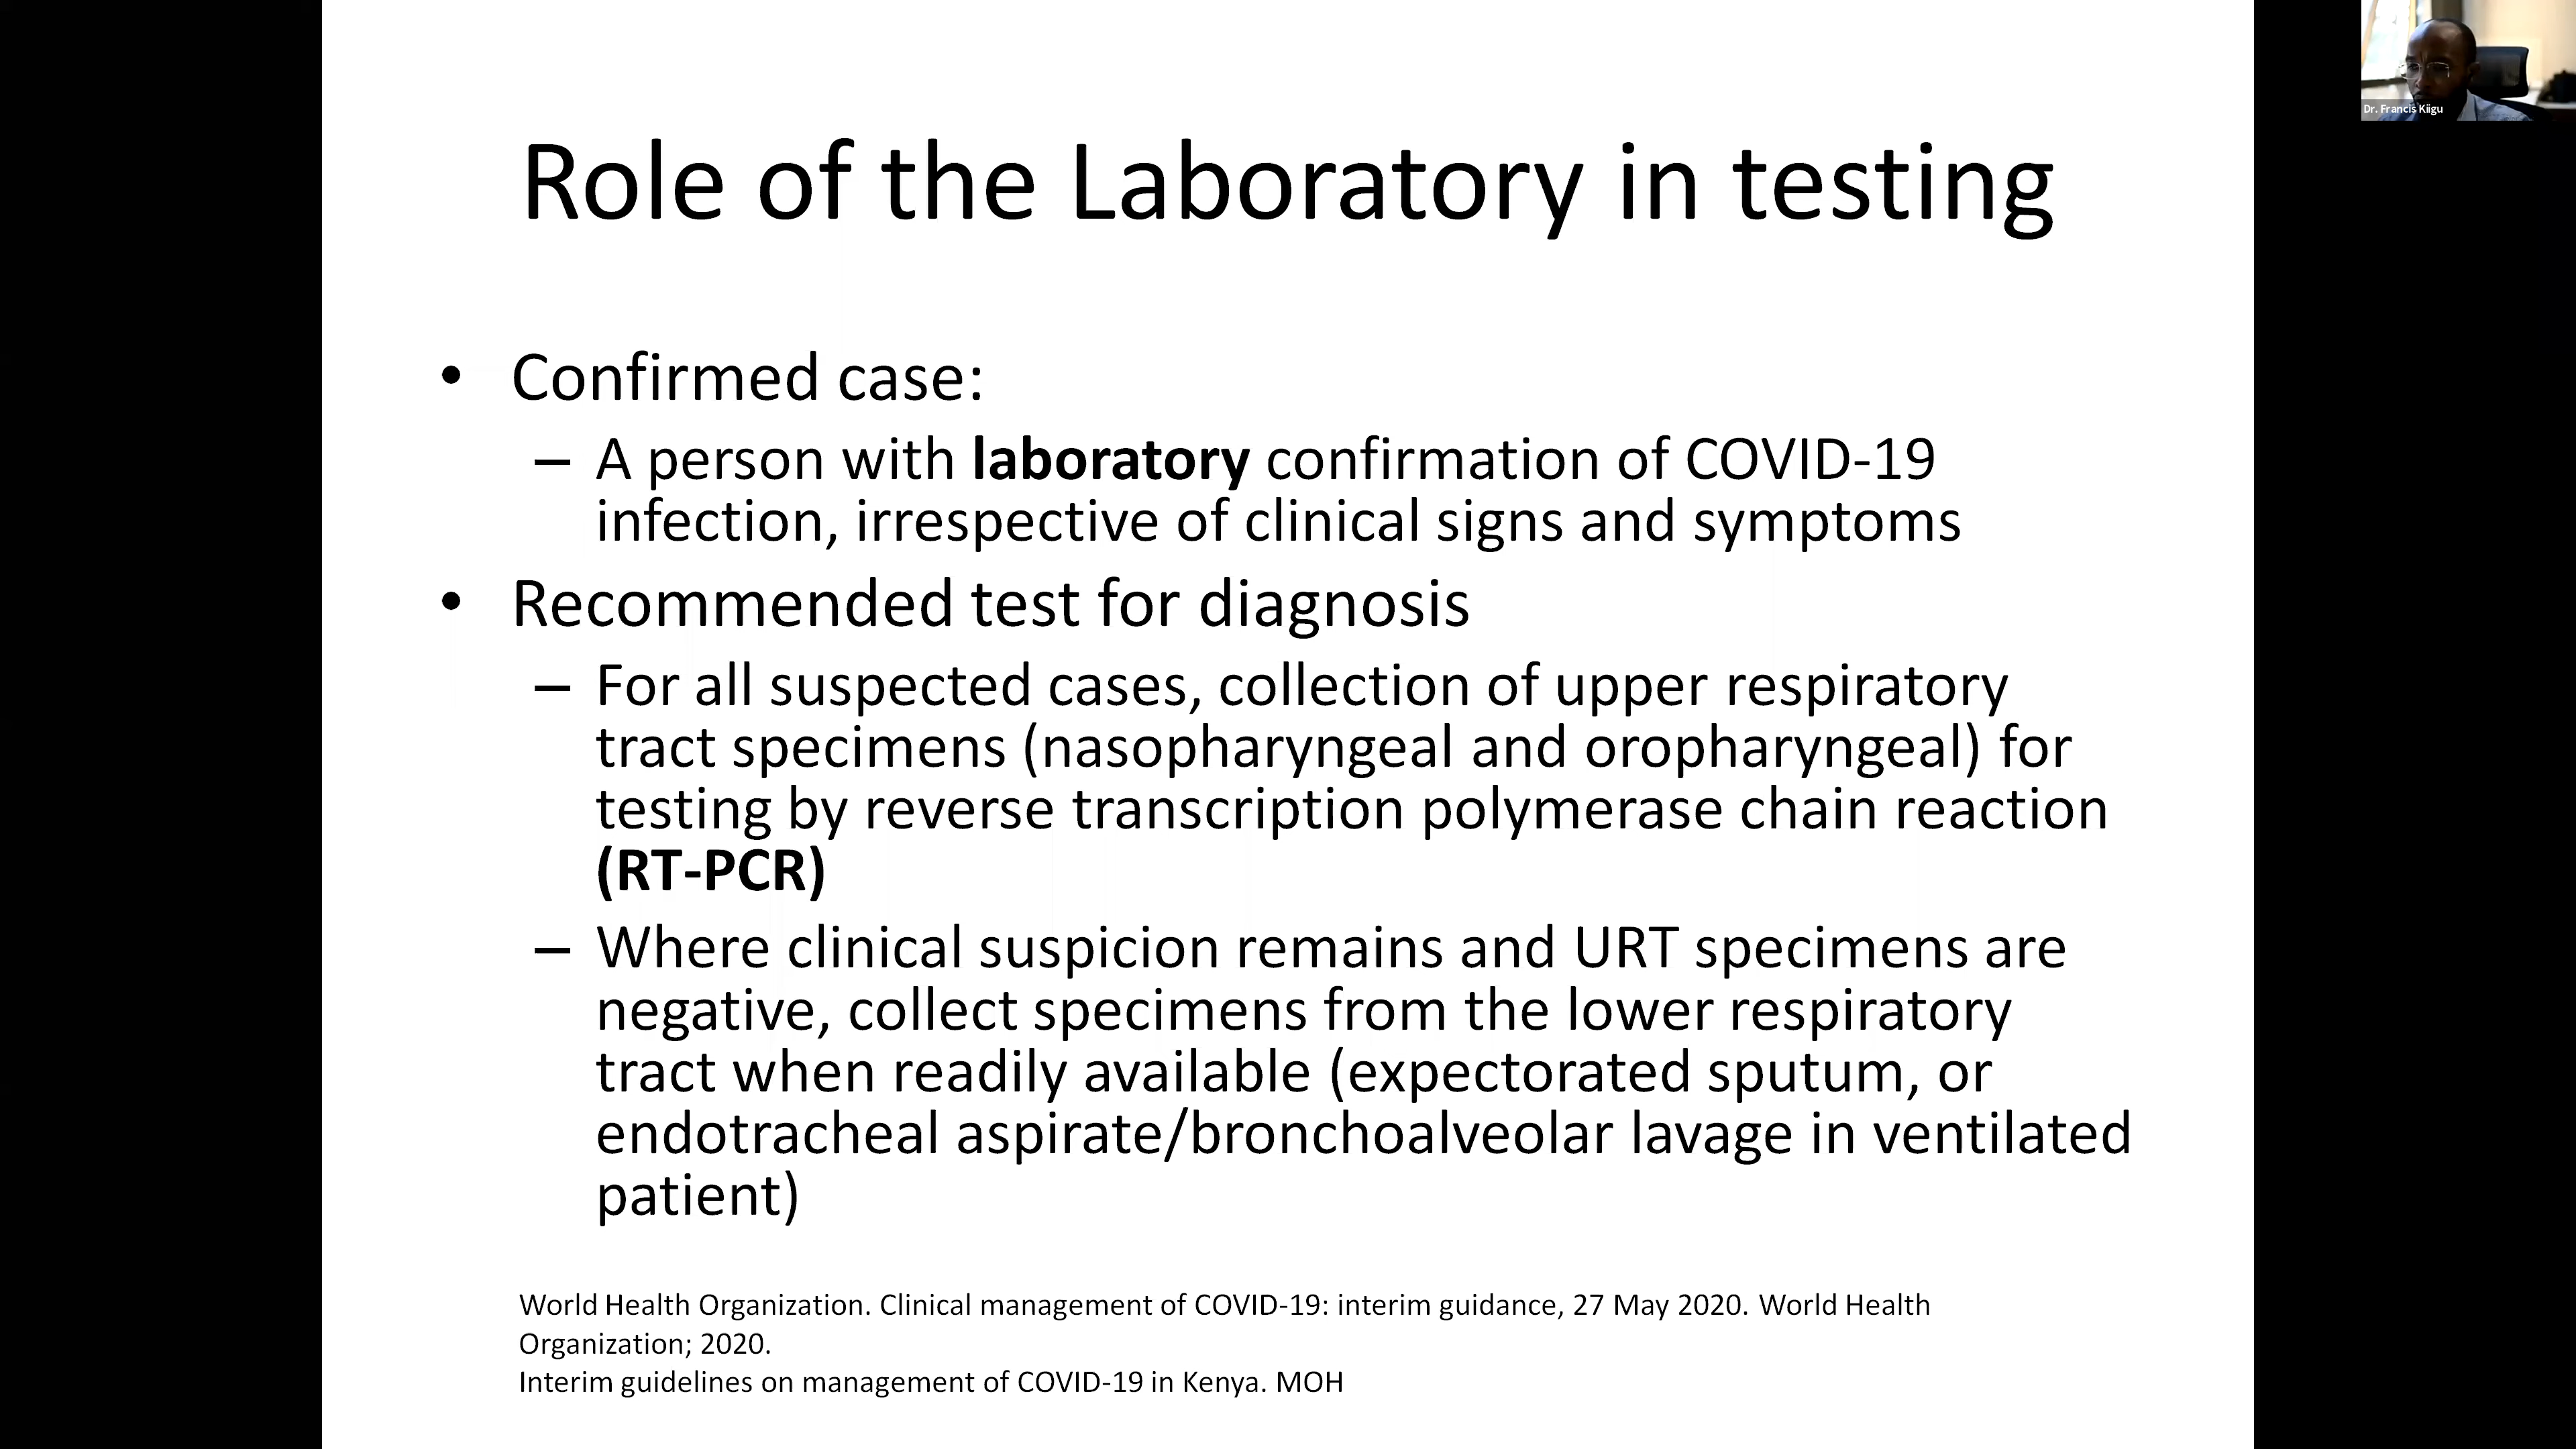 Dr. Francis Kiigu
Role of the Laboratory in testing
• Confirmed case:
– A person with laboratory confirmation of COVID-19
infection, irrespective of clinical signs and symptoms
• Recommended test for diagnosis
– For all suspected cases, collection of upper respiratory
tract specimens (nasopharyngeal and oropharyngeal) for
testing by reverse transcription polymerase chain reaction
(RT-PCR)
– Where clinical suspicion remains and URT specimens are
negative, collect specimens from the lower respiratory
tract when readily available (expectorated sputum, or
endotracheal aspirate/bronchoalveolar lavage in ventilated
patient)
World Health Organization. Clinical management of COVID-19: interim guidance, 27 May 2020. World Health
Organization; 2020.
Interim guidelines on management of COVID-19 in Kenya. MOH